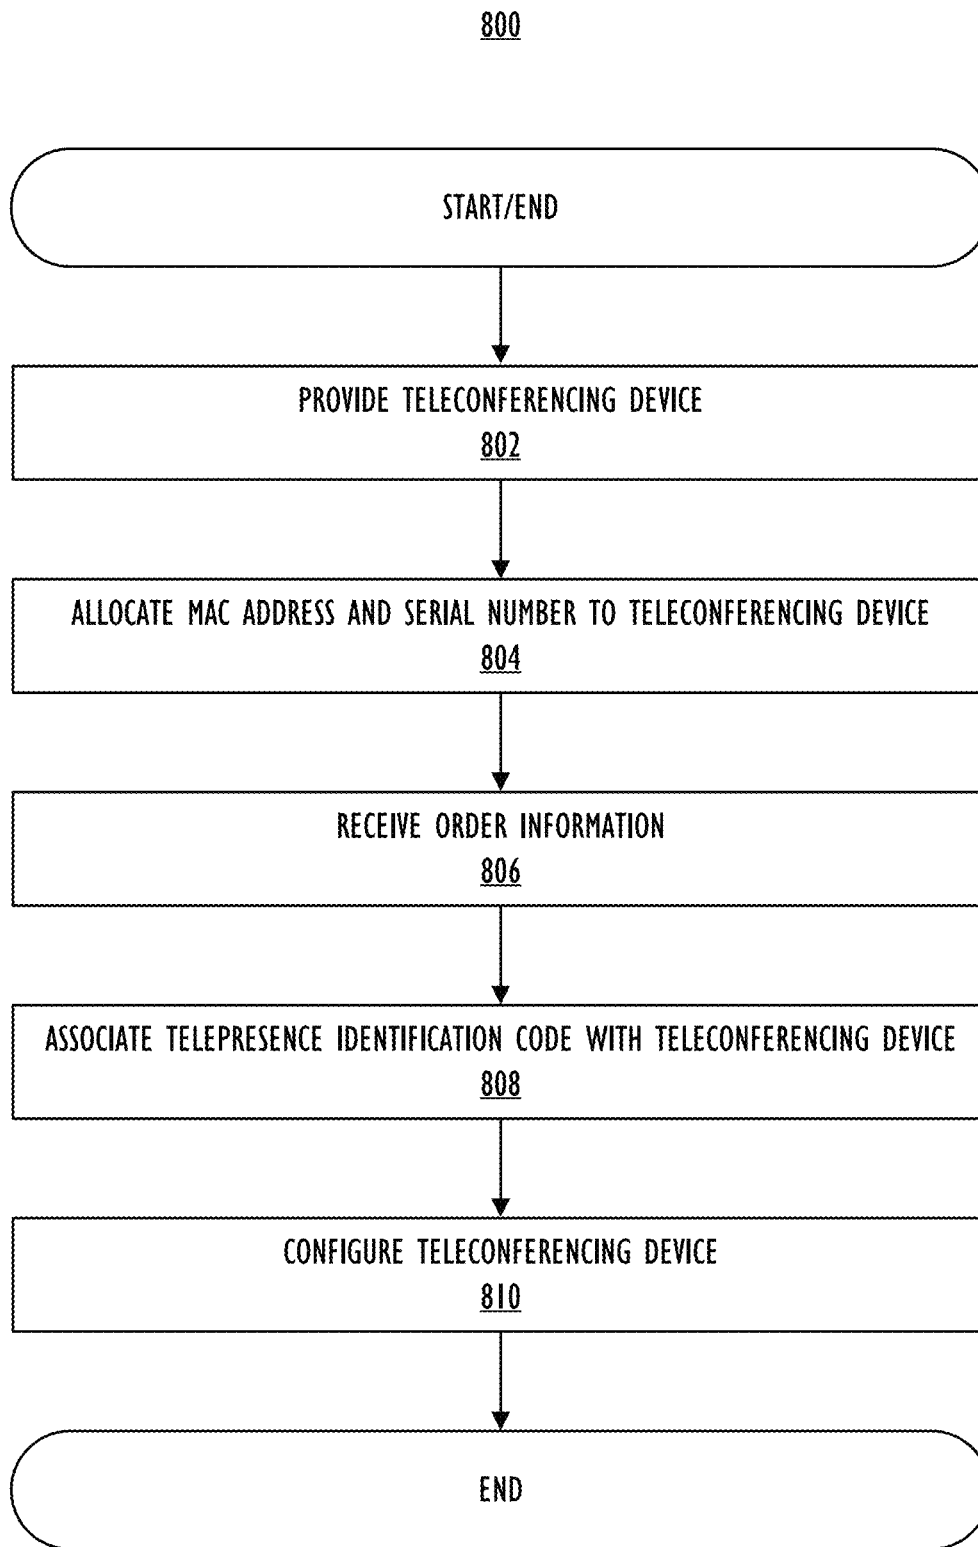 800
START/END
PROVIDE TELECONFERENCING DEVICE
802
ALLOCATE MAC ADDRESS AND SERIAL NUMBER TO TELECONFERENCING DEVICE
804
RECEIVE ORDER INFORMATION
806
ASSOCIATE TELEPRESENCE IDENTIFICATION CODE WITH TELECONFERENCING DEVICE
808
CONFIGURE TELECONFERENCING DEVICE
810
END